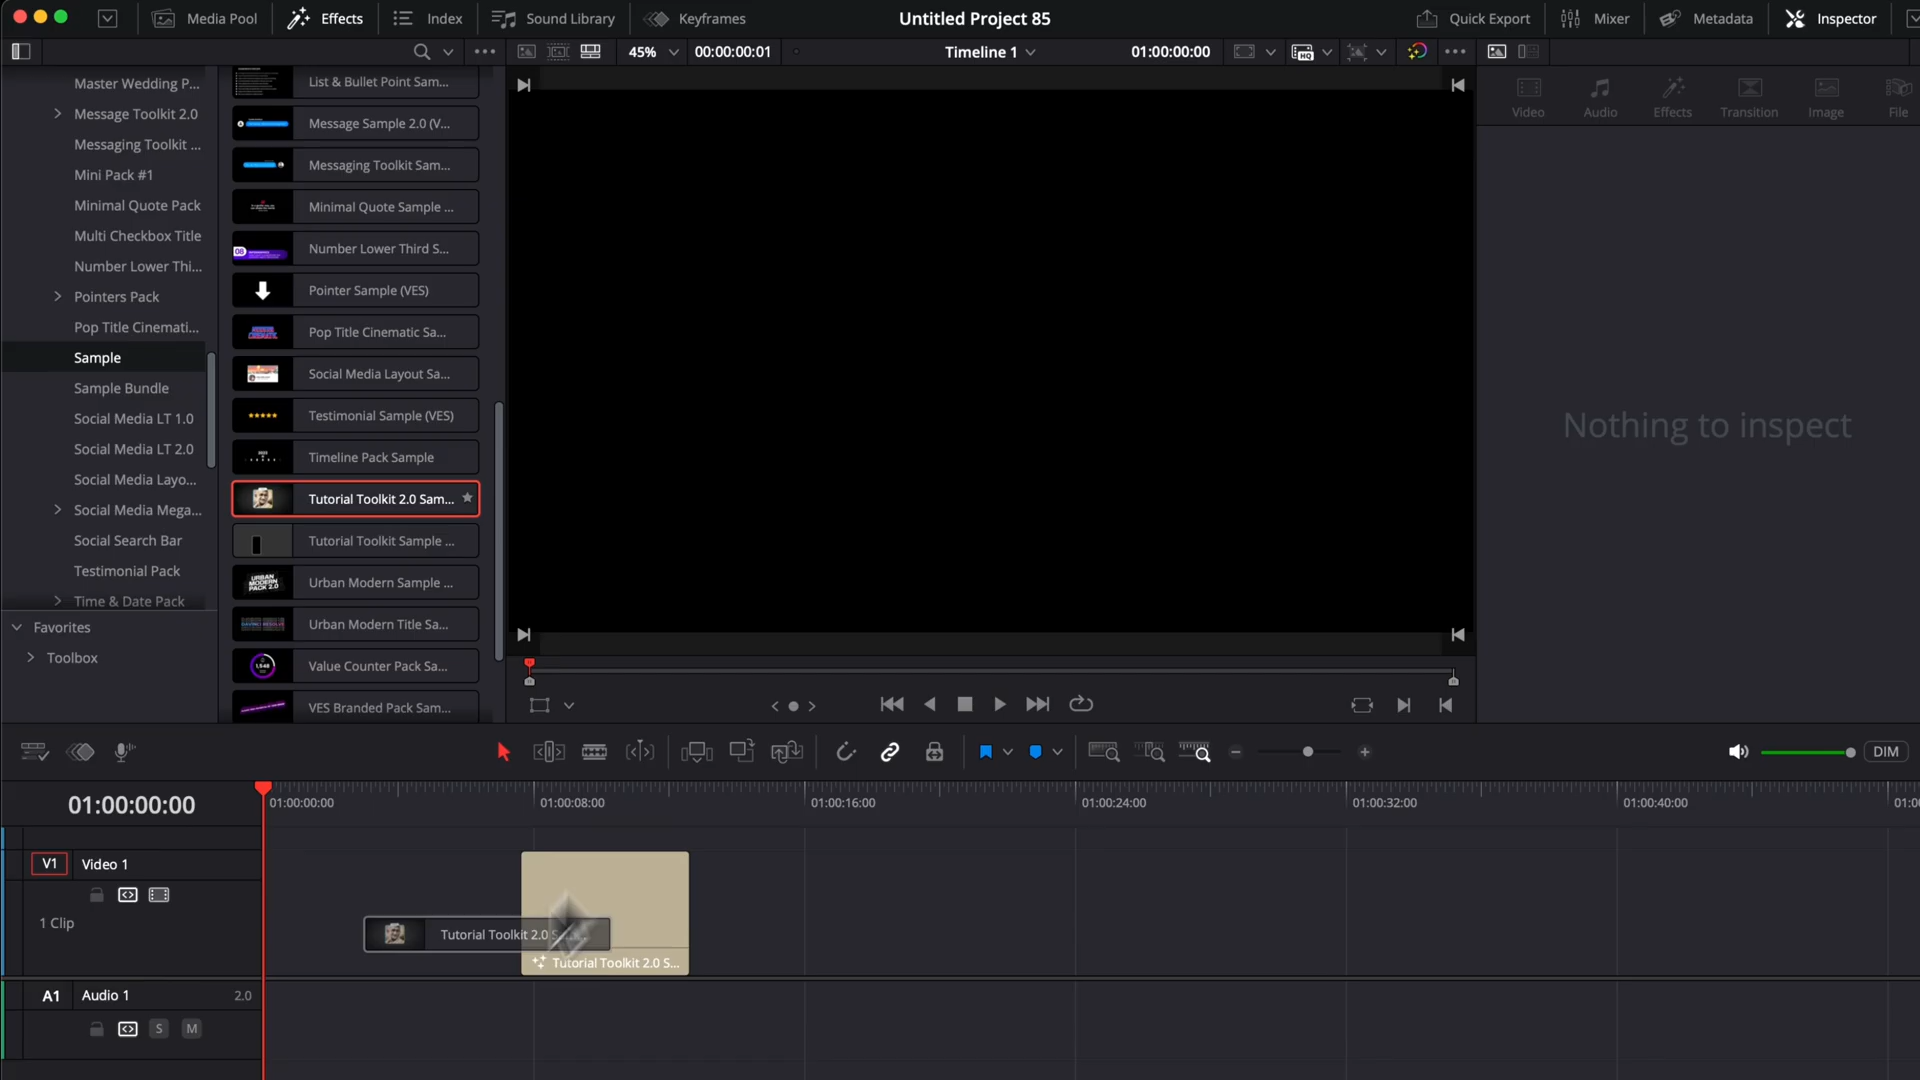 Media Pool
Effects
Index
Sound Library
Keyframes
Untitled Project 85
Quick Export
Mixer
Metadata
Inspector
45%
00:00:00:01
Timeline 1
01:00:00:00
Video
Audio
Effects
Transition
Image
File
Master Wedding P...
Message Toolkit 2.0
Messaging Toolkit ...
Mini Pack #1
Minimal Quote Pack
Multi Checkbox Title
Number Lower Thi...
Pointers Pack
Pop Title Cinemati...
Sample
Sample Bundle
Social Media LT 1.0
Social Media LT 2.0
Social Media Layo...
Social Media Mega...
Social Search Bar
Testimonial Pack
Time & Date Pack
Favorites
Toolbox
List & Bullet Point Sam...
Message Sample 2.0 (V...
Messaging Toolkit Sam...
Minimal Quote Sample ...
Number Lower Third S...
Pointer Sample (VES)
Pop Title Cinematic Sa...
Social Media Layout Sa...
Testimonial Sample (VES)
Timeline Pack Sample
Tutorial Toolkit 2.0 Sam...
Tutorial Toolkit Sample ...
URBAN
MODERN
PACK 2.0
Urban Modern Sample ...
Urban Modern Title Sa...
Value Counter Pack Sa...
VES Branded Pack Sam...
Nothing to inspect
DIM
01:00:00:00
01:00:00:00
01:00:08:00
01:00:16:00
01:00:24:00
01:00:32:00
01:00:40:00
01:0
V1
Video 1
1 Clip
Tutorial Toolkit 2.0
Tutorial Toolkit 2.0 S...
A1
Audio 1
2.0
S
M